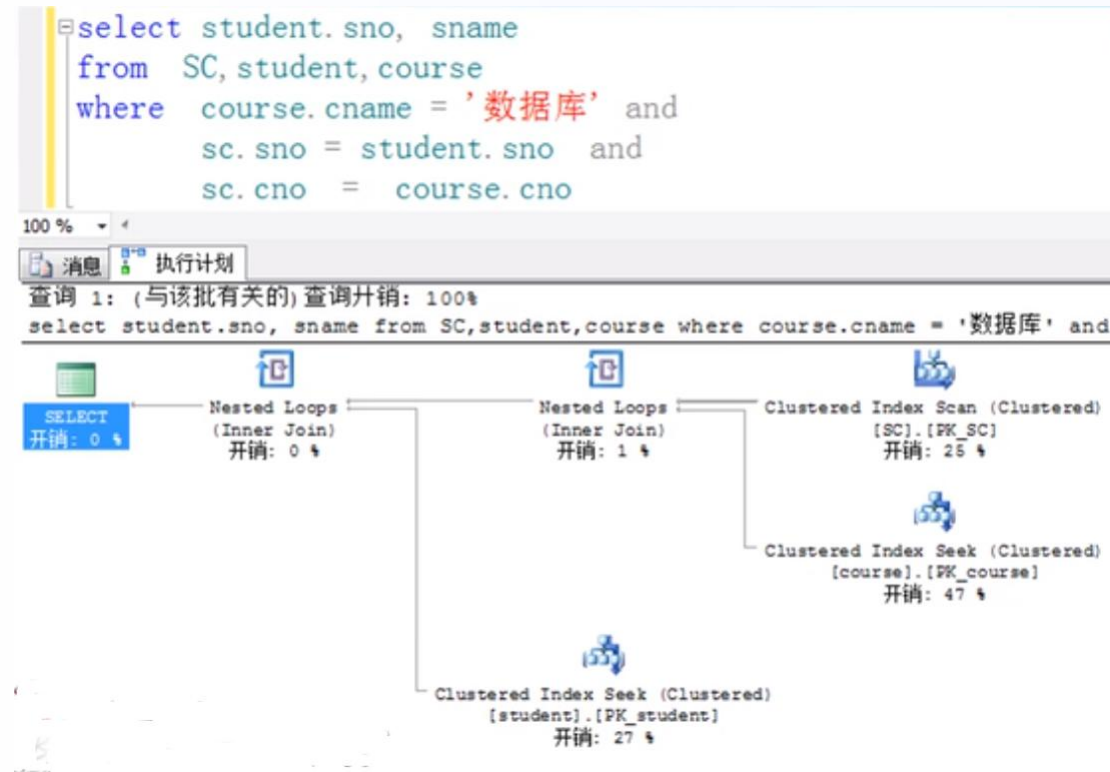 select student.sno, sname
from SC,student,course
where course.cname = '数据库' and
sc.sno = student.sno and
sc.cno = course.cno
100 %
消息 执行计划
查询 1: (与该批有关的)查询开销: 100%
select student.sno, sname from SC,student,course where course.cname = '数据库' and
SELECT
开销: 0 %
Nested Loops
(Inner Join)
开销: 0 %
Nested Loops
(Inner Join)
开销: 1 %
Clustered Index Scan (Clustered)
[SC].[PK_SC]
开销: 25 %
Clustered Index Seek (Clustered)
[course].[PK_course]
开销: 47 %
Clustered Index Seek (Clustered)
[student].[PK_student]
开销: 27 %